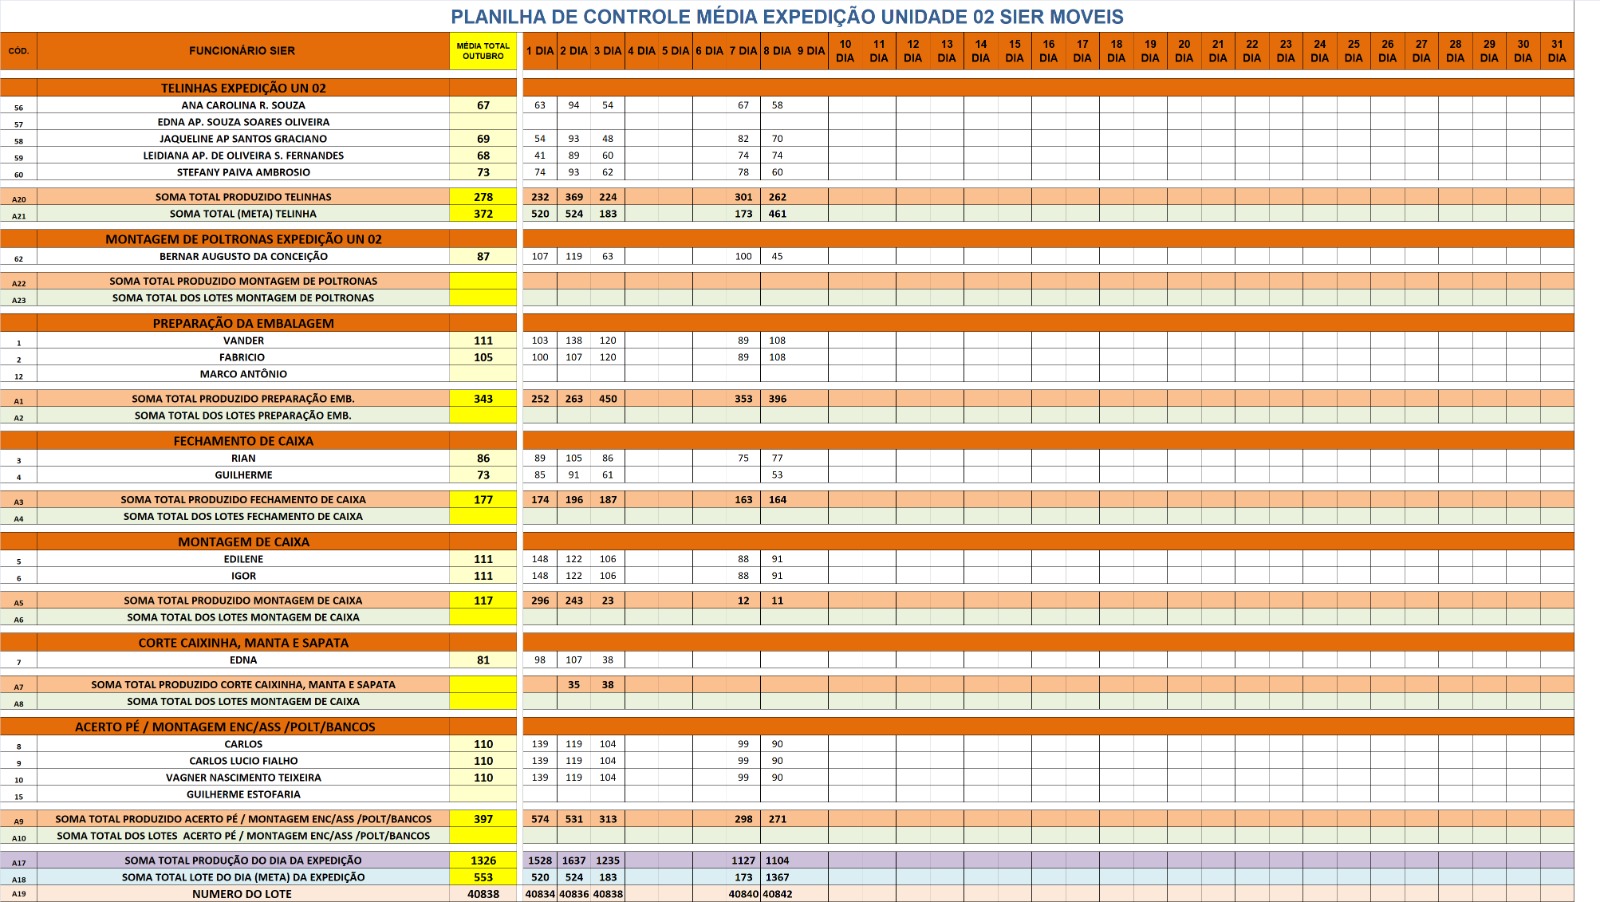 PLANILHA DE CONTROLE MÉDIA EXPEDIÇÃO UNIDADE 02 SIER MOVEIS
CÓD. FUNCIONÁRIO SIER MÉDIA TOTAL OUTUBRO 1 DIA 2 DIA 3 DIA 4 DIA 5 DIA 6 DIA 7 DIA 8 DIA 9 DIA 10 DIA 11 DIA 12 DIA 13 DIA 14 DIA 15 DIA 16 DIA 17 DIA 18 DIA 19 DIA 20 DIA 21 DIA 22 DIA 23 DIA 24 DIA 25 DIA 26 DIA 27 DIA 28 DIA 29 DIA 30 DIA 31 DIA
TELINHAS EXPEDIÇÃO UN 02
56 ANA CAROLINA R. SOUZA 67 63 94 54 67 58
57 EDNA AP. SOUZA SOARES OLIVEIRA
58 JAQUELINE AP SANTOS GRACIANO 69 54 93 48 82 70
59 LEIDIANA AP. DE OLIVEIRA S. FERNANDES 68 41 89 60 74 74
60 STEFANY PAIVA AMBROSIO 73 74 93 62 78 60
A20 SOMA TOTAL PRODUZIDO TELINHAS 278 232 369 224 301 262
A21 SOMA TOTAL (META) TELINHA 372 520 524 183 173 461
MONTAGEM DE POLTRONAS EXPEDIÇÃO UN 02
62 BERNAR AUGUSTO DA CONCEIÇÃO 87 107 119 63 100 45
A22 SOMA TOTAL PRODUZIDO MONTAGEM DE POLTRONAS
A23 SOMA TOTAL DOS LOTES MONTAGEM DE POLTRONAS
PREPARAÇÃO DA EMBALAGEM
1 VANDER 111 103 138 120 89 108
2 FABRICIO 105 100 107 120 89 108
12 MARCO ANTÔNIO
A1 SOMA TOTAL PRODUZIDO PREPARAÇÃO EMB. 343 252 263 450 353 396
A2 SOMA TOTAL DOS LOTES PREPARAÇÃO EMB.
FECHAMENTO DE CAIXA
3 RIAN 86 89 105 86 75 77
4 GUILHERME 73 85 91 61 53
A3 SOMA TOTAL PRODUZIDO FECHAMENTO DE CAIXA 177 174 196 187 163 164
A4 SOMA TOTAL DOS LOTES FECHAMENTO DE CAIXA
MONTAGEM DE CAIXA
5 EDILENE 111 148 122 106 88 91
6 IGOR 111 148 122 106 88 91
A5 SOMA TOTAL PRODUZIDO MONTAGEM DE CAIXA 117 296 243 23 12 11
A6 SOMA TOTAL DOS LOTES MONTAGEM DE CAIXA
CORTE CAIXINHA, MANTA E SAPATA
7 EDNA 81 98 107 38
A7 SOMA TOTAL PRODUZIDO CORTE CAIXINHA, MANTA E SAPATA 35 38
A8 SOMA TOTAL DOS LOTES MONTAGEM DE CAIXA
ACERTO PÉ / MONTAGEM ENC/ASS /POLT/BANCOS
8 CARLOS 110 139 119 104 99 90
9 CARLOS LUCIO FIALHO 110 139 119 104 99 90
10 VAGNER NASCIMENTO TEIXEIRA 110 139 119 104 99 90
15 GUILHERME ESTOFARIA
A9 SOMA TOTAL PRODUZIDO ACERTO PÉ / MONTAGEM ENC/ASS /POLT/BANCOS 397 574 531 313 298 271
A10 SOMA TOTAL DOS LOTES ACERTO PÉ / MONTAGEM ENC/ASS /POLT/BANCOS
A17 SOMA TOTAL PRODUÇÃO DO DIA DA EXPEDIÇÃO 1326 1528 1637 1235 1127 1104
A18 SOMA TOTAL LOTE DO DIA (META) DA EXPEDIÇÃO 553 520 524 183 173 1367
A19 NUMERO DO LOTE 40838 40834 40836 40838 40840 40842